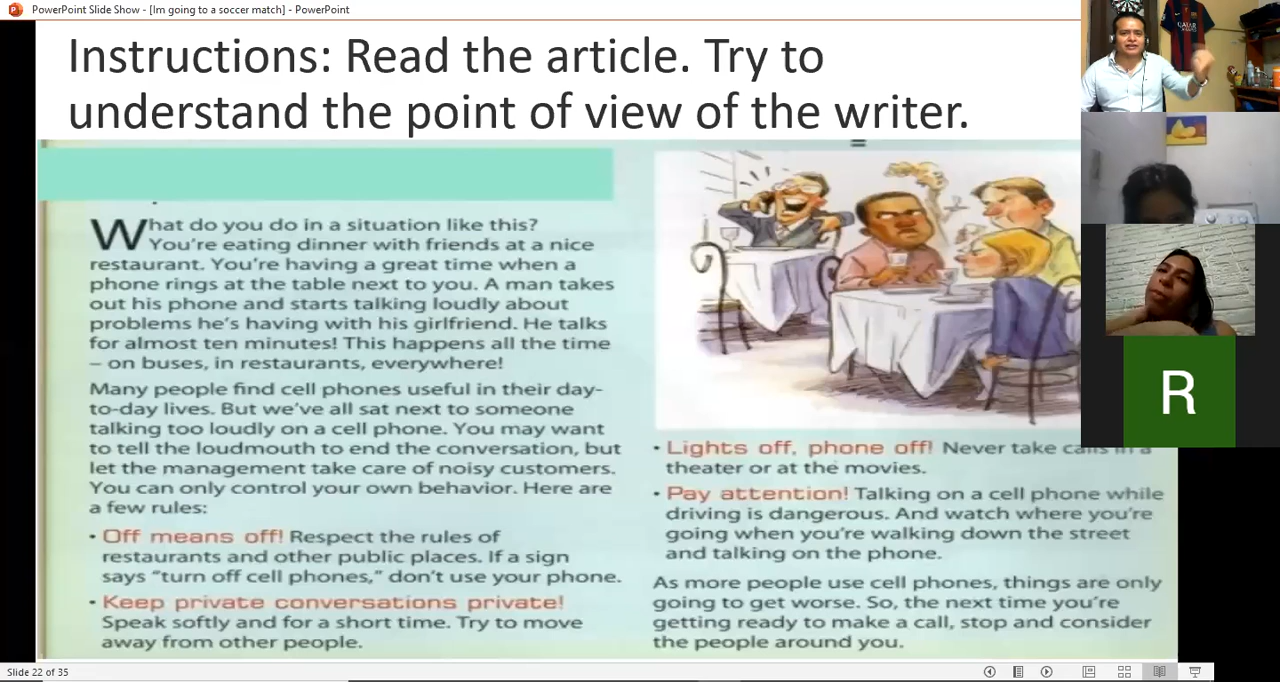 PowerPoint Slide Show - [Im going to a soccer match] - PowerPoint
Instructions: Read the article. Try to
understand the point of view of the writer.
What do you do in a situation like this?
You're eating dinner with friends at a nice
restaurant. You're having a great time when a
phone rings at the table next to you. A man takes
out his phone and starts talking loudly about
problems he's having with his girlfriend. He talks
for almost ten minutes! This happens all the time
– on buses, in restaurants, everywhere!
Many people find cell phones useful in their day-
to-day lives. But we've all sat next to someone
talking too loudly on a cell phone. You may want
to tell the loudmouth to end the conversation, but
let the management take care of noisy customers.
You can only control your own behavior. Here are
a few rules:
• Off means off! Respect the rules of
restaurants and other public places. If a sign
says "turn off cell phones," don't use your phone.
• Keep private conversations private!
Speak softly and for a short time. Try to move
away from other people.
• Lights off, phone off! Never take calls in a
theater or at the movies.
• Pay attention! Talking on a cell phone while
driving is dangerous. And watch where you're
going when you're walking down the street
and talking on the phone.
As more people use cell phones, things are only
going to get worse. So, the next time you're
getting ready to make a call, stop and consider
the people around you.
QATAR
R
Slide 22 of 35